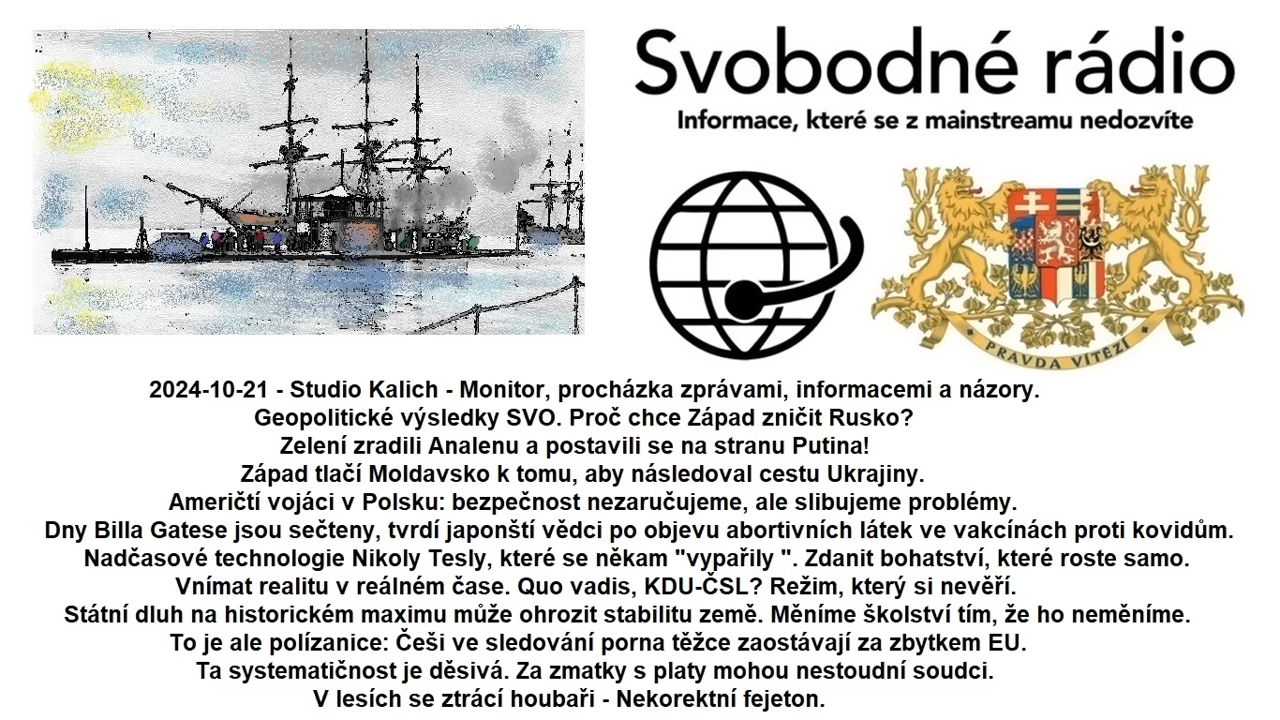 Svobodné rádio
Informace, které se z mainstreamu nedozvíte
PRAVDA VÍTĚZÍ
2024-10-21 - Studio Kalich - Monitor, procházka zprávami, informacemi a názory.
Geopolitické výsledky SVO. Proč chce Západ zničit Rusko?
Zelení zradili Analenu a postavili se na stranu Putina!
Západ tlačí Moldavsko k tomu, aby následoval cestu Ukrajiny.
Američtí vojáci v Polsku: bezpečnost nezaručujeme, ale slibujeme problémy.
Dny Billa Gatese jsou sečteny, tvrdí japonští vědci po objevu abortivních látek ve vakcínách proti kovidům.
Nadčasové technologie Nikoly Tesly, které se někam "vypařily ". Zdanit bohatství, které roste samo.
Vnímat realitu v reálném čase. Quo vadis, KDU-ČSL? Režim, který si nevěří.
Státní dluh na historickém maximu může ohrozit stabilitu země. Měníme školství tím, že ho neměníme.
To je ale polízanice: Češi ve sledování porna těžce zaostávají za zbytkem EU.
Ta systematičnost je děsivá. Za zmatky s platy mohou nestoudní soudci.
V lesích se ztrácí houbaři - Nekorektní fejeton.